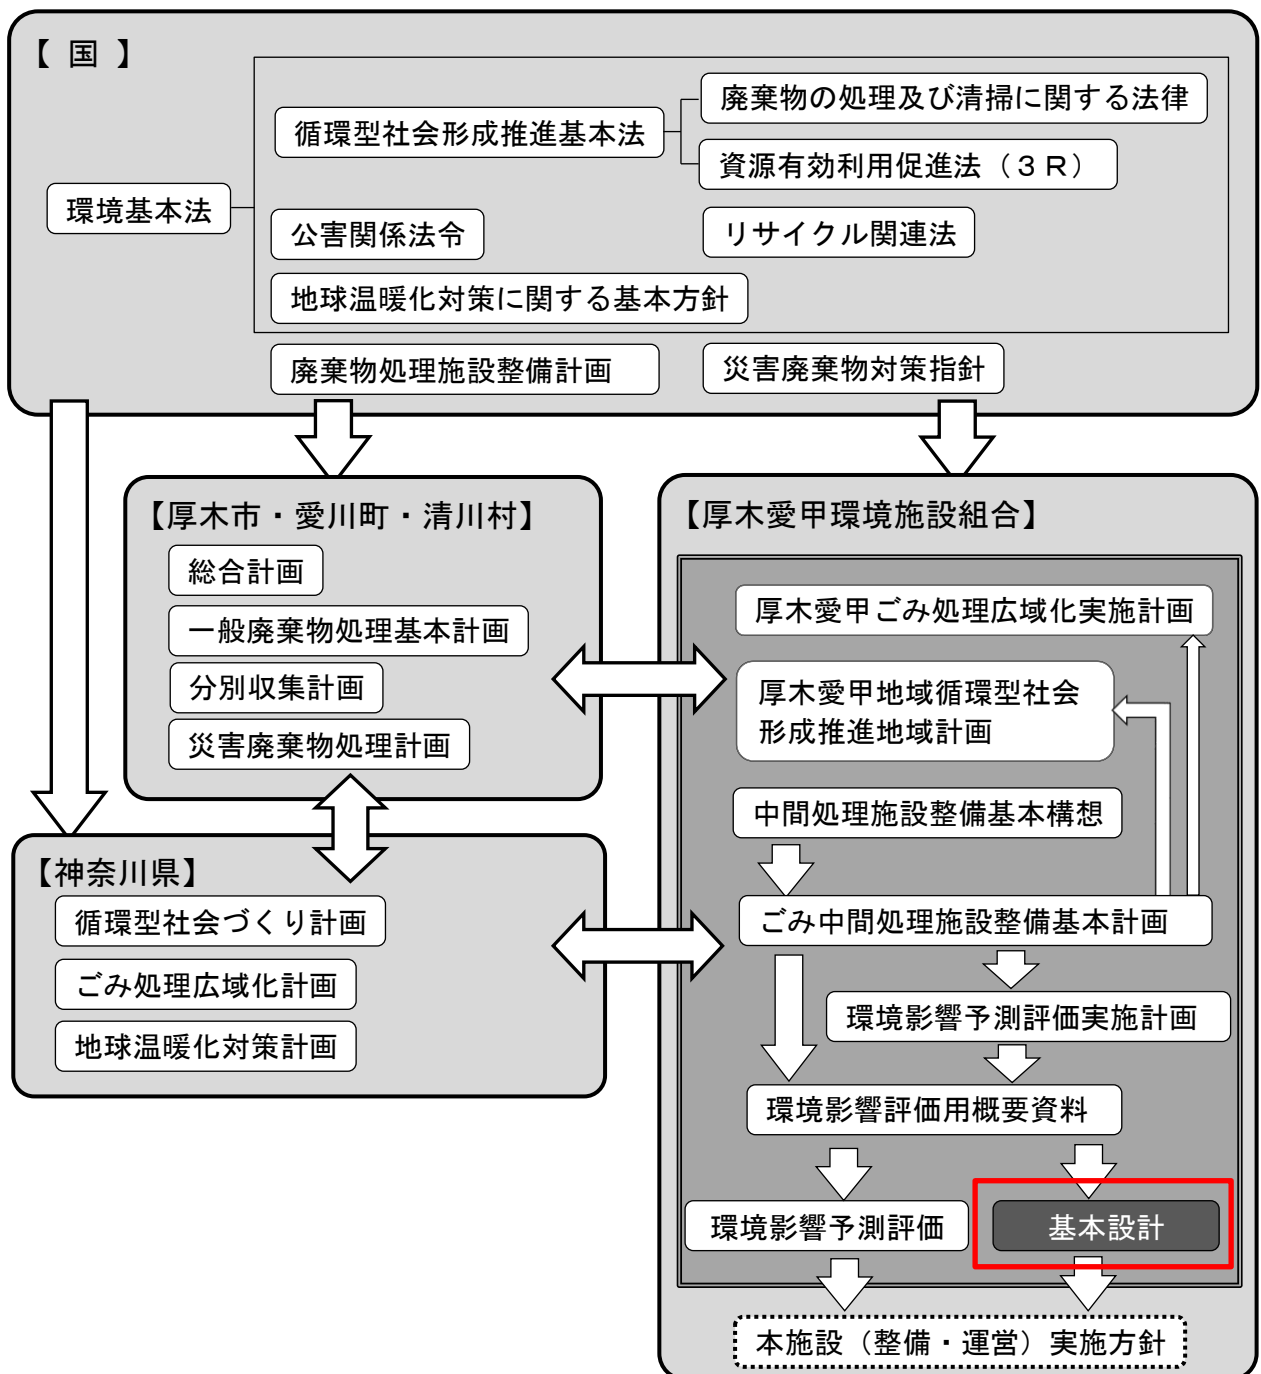 【 国 】
環境基本法
循環型社会形成推進基本法
廃棄物の処理及び清掃に関する法律
資源有効利用促進法（３Ｒ）
公害関係法令
リサイクル関連法
地球温暖化対策に関する基本方針
廃棄物処理施設整備計画
災害廃棄物対策指針
【厚木市・愛川町・清川村】
総合計画
一般廃棄物処理基本計画
分別収集計画
災害廃棄物処理計画
【神奈川県】
循環型社会づくり計画
ごみ処理広域化計画
地球温暖化対策計画
【厚木愛甲環境施設組合】
厚木愛甲ごみ処理広域化実施計画
厚木愛甲地域循環型社会
形成推進地域計画
中間処理施設整備基本構想
ごみ中間処理施設整備基本計画
環境影響予測評価実施計画
環境影響評価用概要資料
環境影響予測評価
基本設計
本施設（整備・運営）実施方針